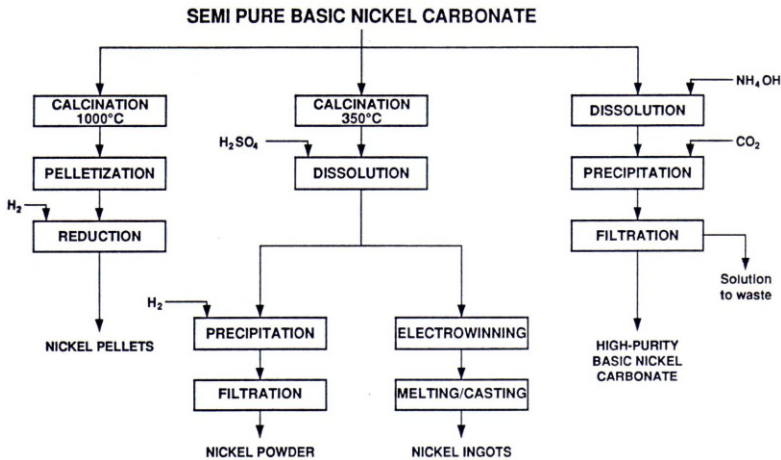 SEMI PURE BASIC NICKEL CARBONATE
CALCINATION
1000°C
PELLETIZATION
H₂
REDUCTION
NICKEL PELLETS
CALCINATION
350°C
H₂SO₄
DISSOLUTION
H₂
PRECIPITATION
FILTRATION
NICKEL POWDER
ELECTROWINNING
MELTING/CASTING
NICKEL INGOTS
NH₄ OH
DISSOLUTION
CO₂
PRECIPITATION
FILTRATION
Solution
to waste
HIGH-PURITY
BASIC NICKEL
CARBONATE